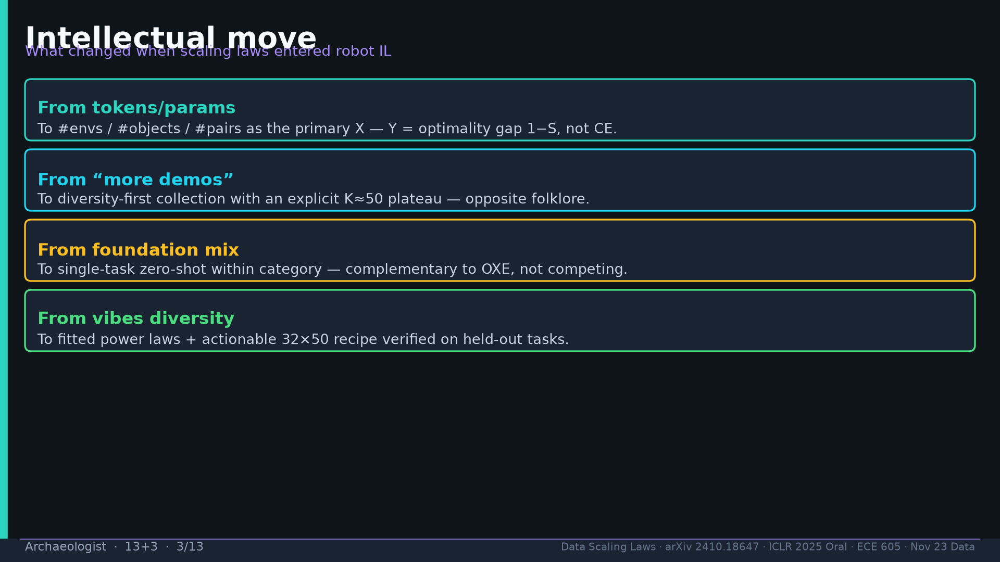 Intellectual move
What changed when scaling laws entered robot IL
From tokens/params
To #envs / #objects / #pairs as the primary X — Y = optimality gap 1−S, not CE.
From “more demos”
To diversity-first collection with an explicit K≈50 plateau — opposite folklore.
From foundation mix
To single-task zero-shot within category — complementary to OXE, not competing.
From vibes diversity
To fitted power laws + actionable 32×50 recipe verified on held-out tasks.
Archaeologist · 13+3 · 3/13
Data Scaling Laws · arXiv 2410.18647 · ICLR 2025 Oral · ECE 605 · Nov 23 Data